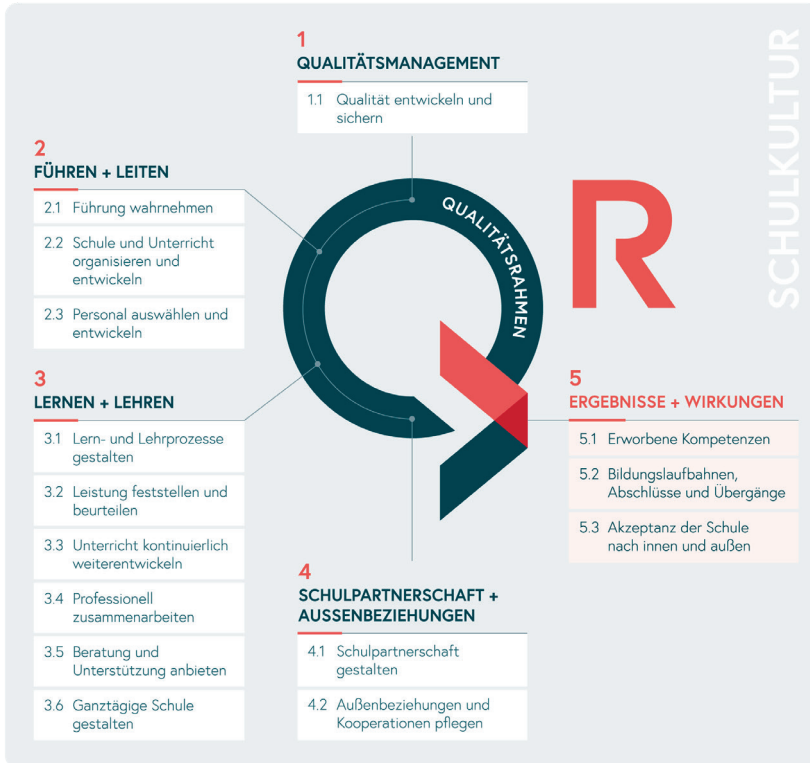 SCHULKULTUR
1
QUALITÄTSMANAGEMENT
1.1 Qualität entwickeln und
sichern
2
FÜHREN + LEITEN
2.1 Führung wahrnehmen
2.2 Schule und Unterricht
organisieren und
entwickeln
2.3 Personal auswählen und
entwickeln
QUALITÄTSRAHMEN
R
3
LERNEN + LEHREN
3.1 Lern- und Lehrprozesse
gestalten
3.2 Leistung feststellen und
beurteilen
3.3 Unterricht kontinuierlich
weiterentwickeln
3.4 Professionell
zusammenarbeiten
3.5 Beratung und
Unterstützung anbieten
3.6 Ganztägige Schule
gestalten
4
SCHULPARTNERSCHAFT +
AUSSENBEZIEHUNGEN
4.1 Schulpartnerschaft
gestalten
4.2 Außenbeziehungen und
Kooperationen pflegen
5
ERGEBNISSE + WIRKUNGEN
5.1 Erworbene Kompetenzen
5.2 Bildungslaufbahnen,
Abschlüsse und Übergänge
5.3 Akzeptanz der Schule
nach innen und außen